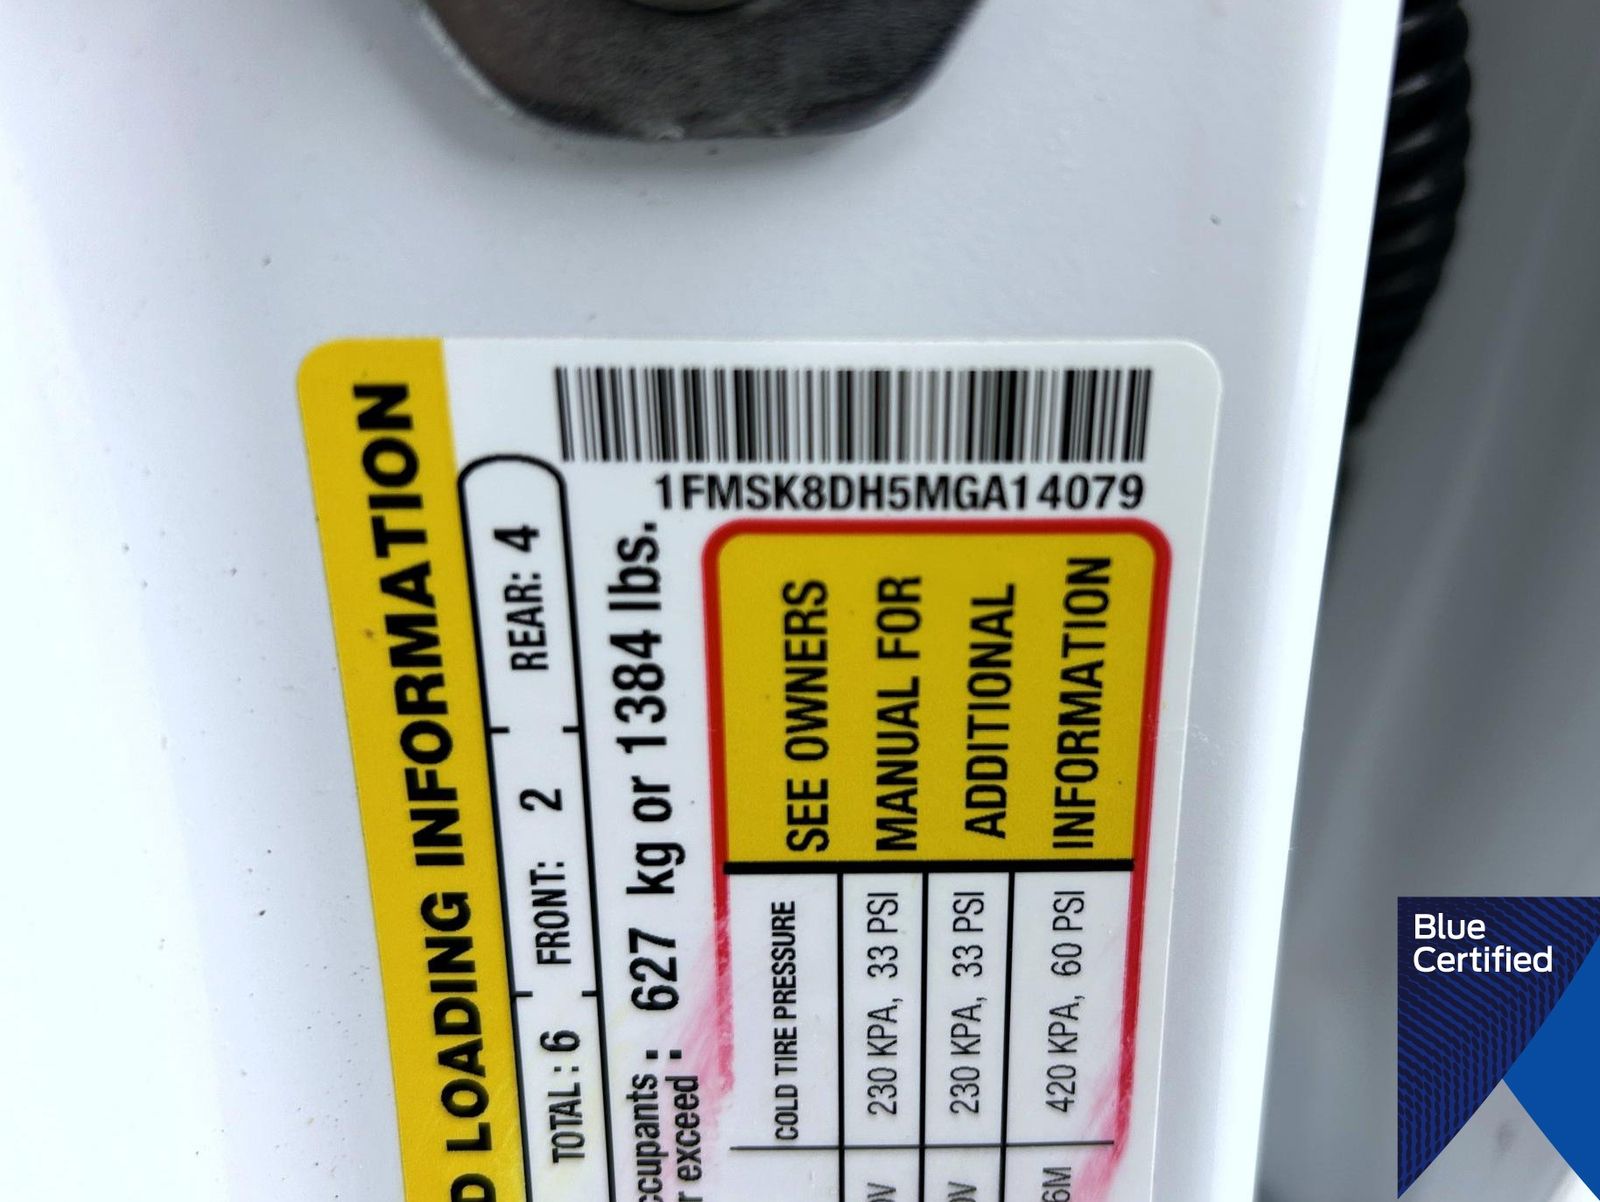 1FMSK8DH5MGA14079
LOADING INFORMATION
TOTAL: 6 FRONT: 2 REAR: 4
: 627 kg or 1384 lbs.
exceed :
COLD TIRE PRESSURE
230 KPA, 33 PSI
230 KPA, 33 PSI
420 KPA, 60 PSI
SEE OWNERS
MANUAL FOR
ADDITIONAL
INFORMATION
Blue
Certified